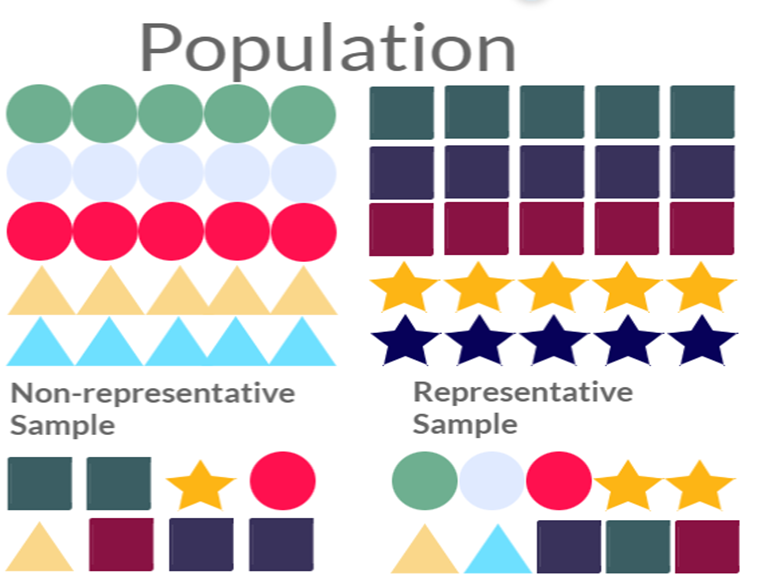 Population
Non-representative
Sample
Representative
Sample